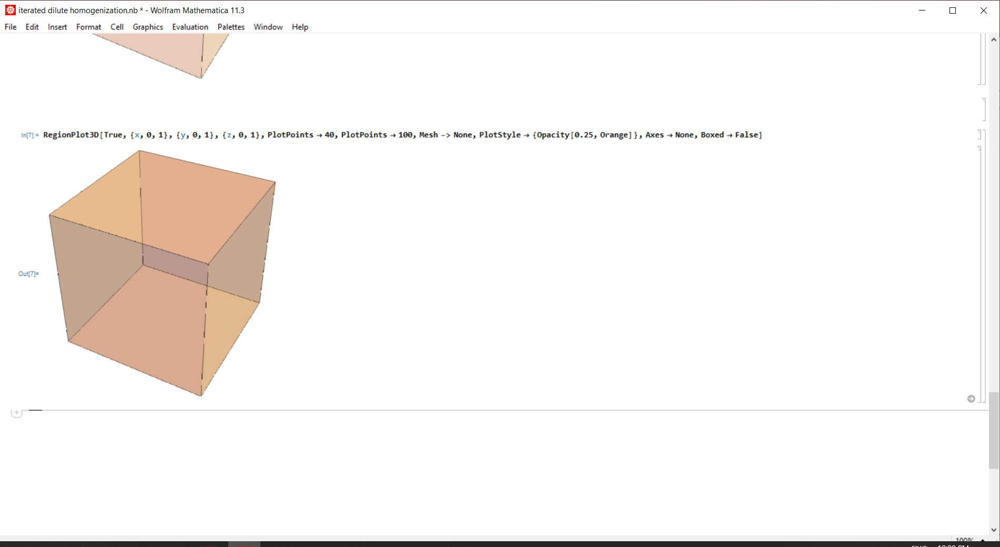 iterated dilute homogenization.nb * - Wolfram Mathematica 11.3
File Edit Insert Format Cell Graphics Evaluation Palettes Window Help
In[7]:= RegionPlot3D[True, {x, 0, 1}, {y, 0, 1}, {z, 0, 1}, PlotPoints → 40, PlotPoints → 100, Mesh -> None, PlotStyle → {Opacity[0.25, Orange]}, Axes → None, Boxed → False]
Out[7]=
100%